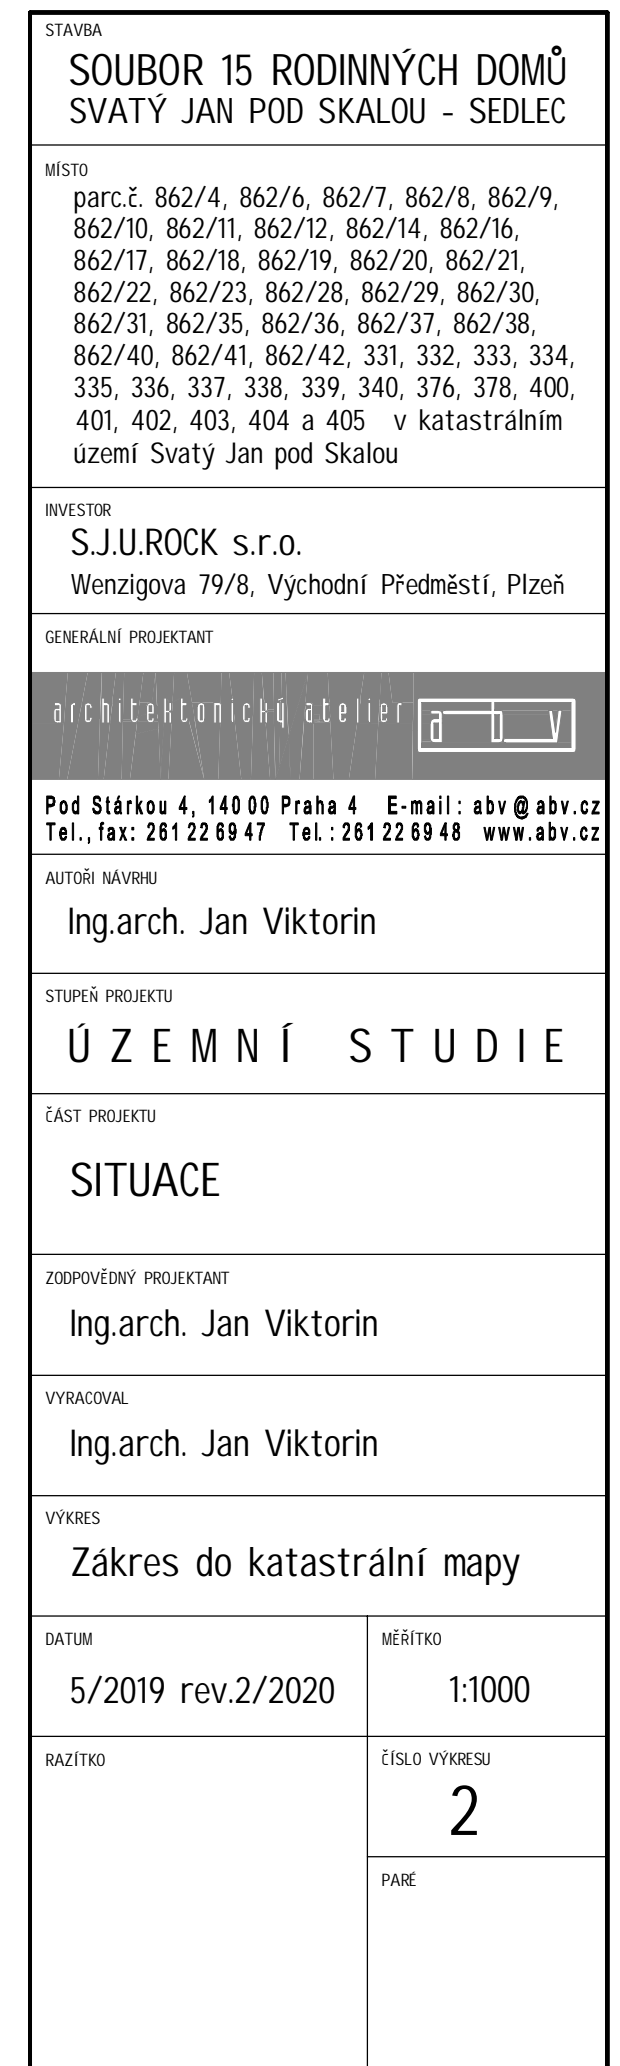 STAVBA
SOUBOR 15 RODINNÝCH DOMŮ
SVATÝ JAN POD SKALOU - SEDLEC
MÍSTO
parc.č. 862/4, 862/6, 862/7, 862/8, 862/9,
862/10, 862/11, 862/12, 862/14, 862/16,
862/17, 862/18, 862/19, 862/20, 862/21,
862/22, 862/23, 862/28, 862/29, 862/30,
862/31, 862/35, 862/36, 862/37, 862/38,
862/40, 862/41, 862/42, 331, 332, 333, 334,
335, 336, 337, 338, 339, 340, 376, 378, 400,
401, 402, 403, 404 a 405 v katastrálním
území Svatý Jan pod Skalou
INVESTOR
S.J.U.ROCK s.r.o.
Wenzigova 79/8, Východní Předměstí, Plzeň
GENERÁLNÍ PROJEKTANT
architektonický atelier abv
Pod Stárkou 4, 140 00 Praha 4 E-mail: abv@abv.cz
Tel., fax: 261 22 69 47 Tel.: 261 22 69 48 www.abv.cz
AUTOŘI NÁVRHU
Ing.arch. Jan Viktorin
STUPEŇ PROJEKTU
ÚZEMNÍ STUDIE
ČÁST PROJEKTU
SITUACE
ZODPOVĚDNÝ PROJEKTANT
Ing.arch. Jan Viktorin
VYRACOVAL
Ing.arch. Jan Viktorin
VÝKRES
Zákres do katastrální mapy
DATUM
5/2019 rev.2/2020
MĚŘÍTKO
1:1000
RAZÍTKO
ČÍSLO VÝKRESU
2
PARÉ